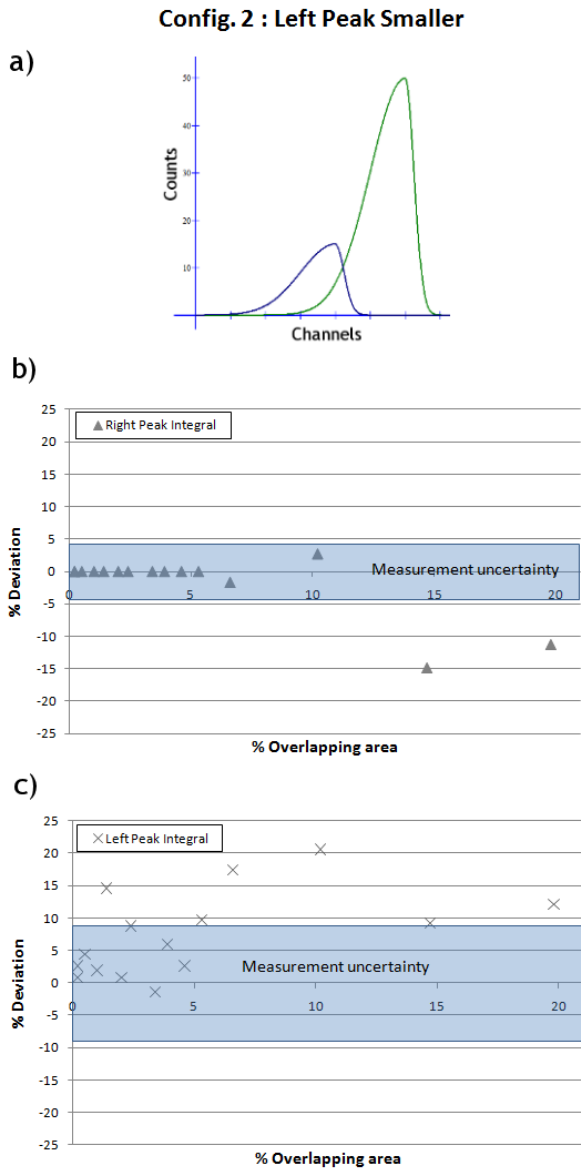 Config. 2 : Left Peak Smaller
a)
50
40
30
20
10
Counts
Channels
b)
25
20
15
10
5
0
-5
-10
-15
-20
-25
% Deviation
Right Peak Integral
Measurement uncertainty
0 5 10 15 20
% Overlapping area
c)
25
20
15
10
5
0
-5
-10
-15
-20
-25
% Deviation
Left Peak Integral
Measurement uncertainty
0 5 10 15 20
% Overlapping area